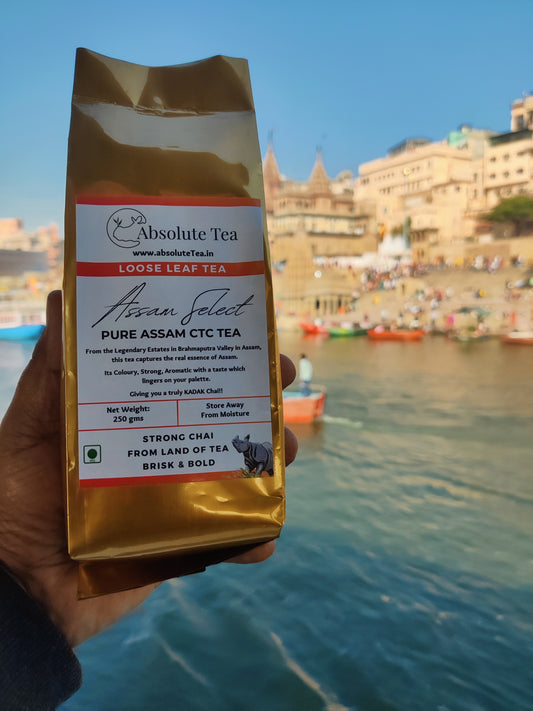 Absolute Tea
www.absoluteTea.in
LOOSE LEAF TEA
Assam Select
PURE ASSAM CTC TEA
From the Legendary Estates in Brahmaputra Valley in Assam,
this tea captures the real essence of Assam.
Its Coloury, Strong, Aromatic with a taste which
lingers on your palette.
Giving you a truly KADAK Chai!!
Net Weight:
250 gms
Store Away
From Moisture
STRONG CHAI
FROM LAND OF TEA
BRISK & BOLD